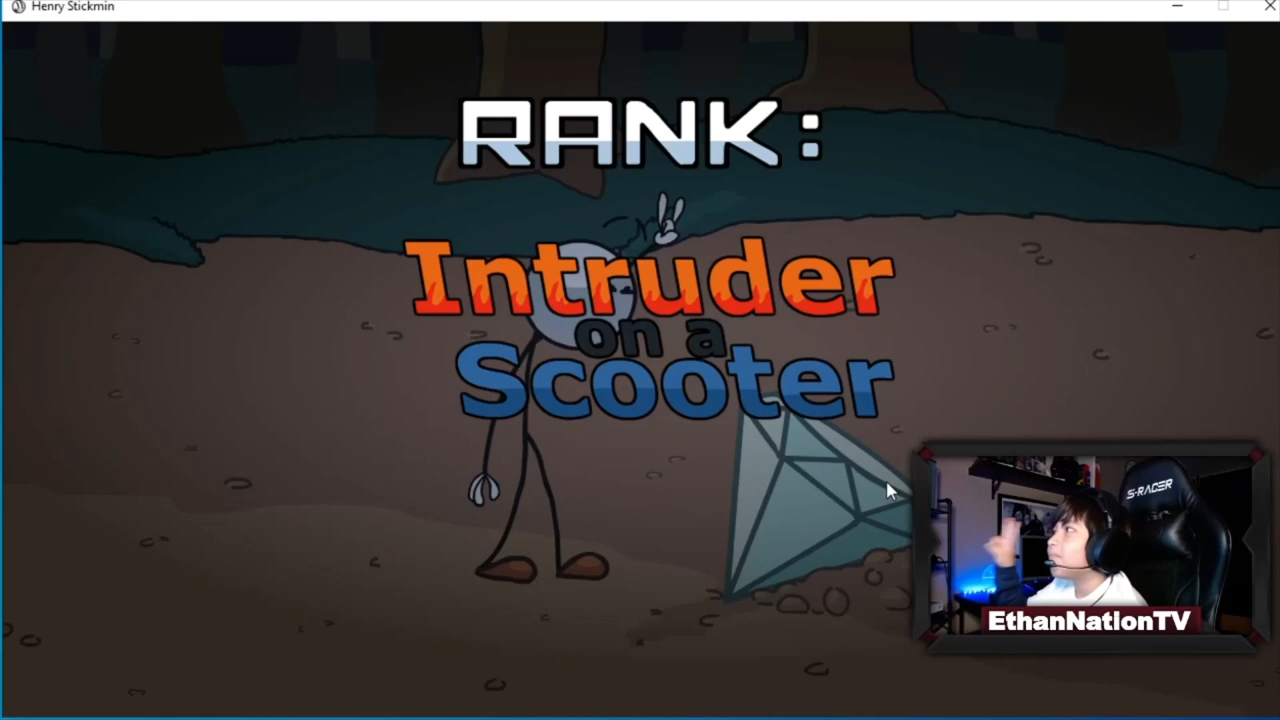 Henry Stickmin
RANK:
Intruder
on a
Scooter
S-RACER
EthanNationTV